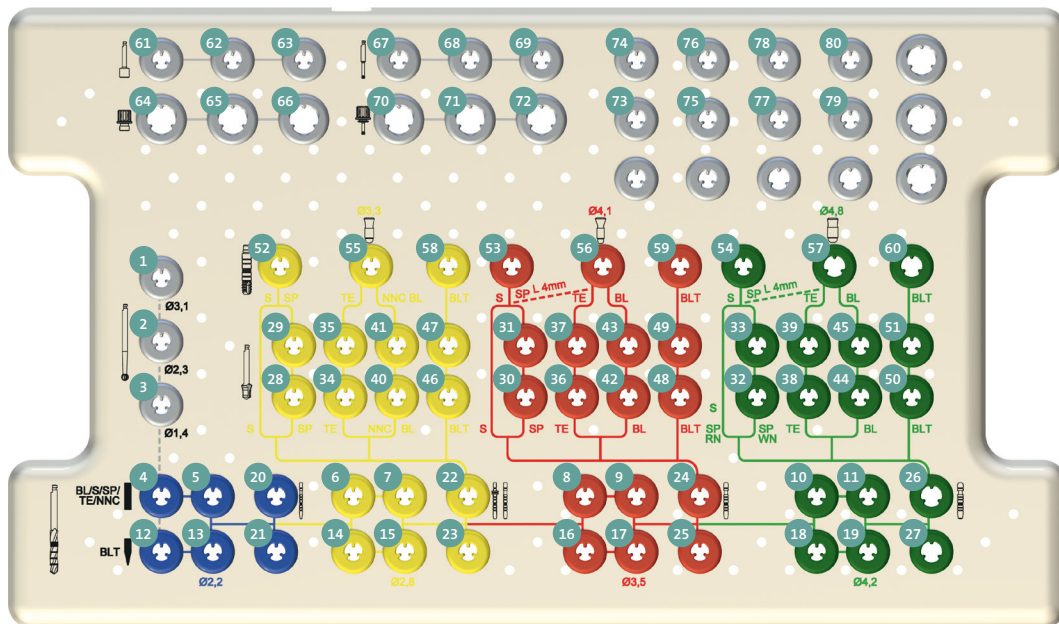 61 62 63 67 68 69 74 76 78 80
64 65 66 70 71 72 73 75 77 79
Ø3,3 Ø4,1 Ø4,8
52 55 58 53 56 59 54 57 60
1
S SP TE NNC BL BLT S SP L 4mm TE BL BLT S SP L 4mm TE BL BLT
Ø3,1
2 29 35 41 47 31 37 43 49 33 39 45 51
Ø2,3
3 28 34 40 46 30 36 42 48 32 38 44 50
S
Ø1,4 SP TE NNC BL BLT S SP TE BL BLT SP RN SP WN TE BL BLT
4 5 20 6 7 22 8 9 24 10 11 26
BL/S/SP/
TE/NNC
12 13 21 14 15 23 16 17 25 18 19 27
BLT
Ø2,2 Ø2,8 Ø3,5 Ø4,2